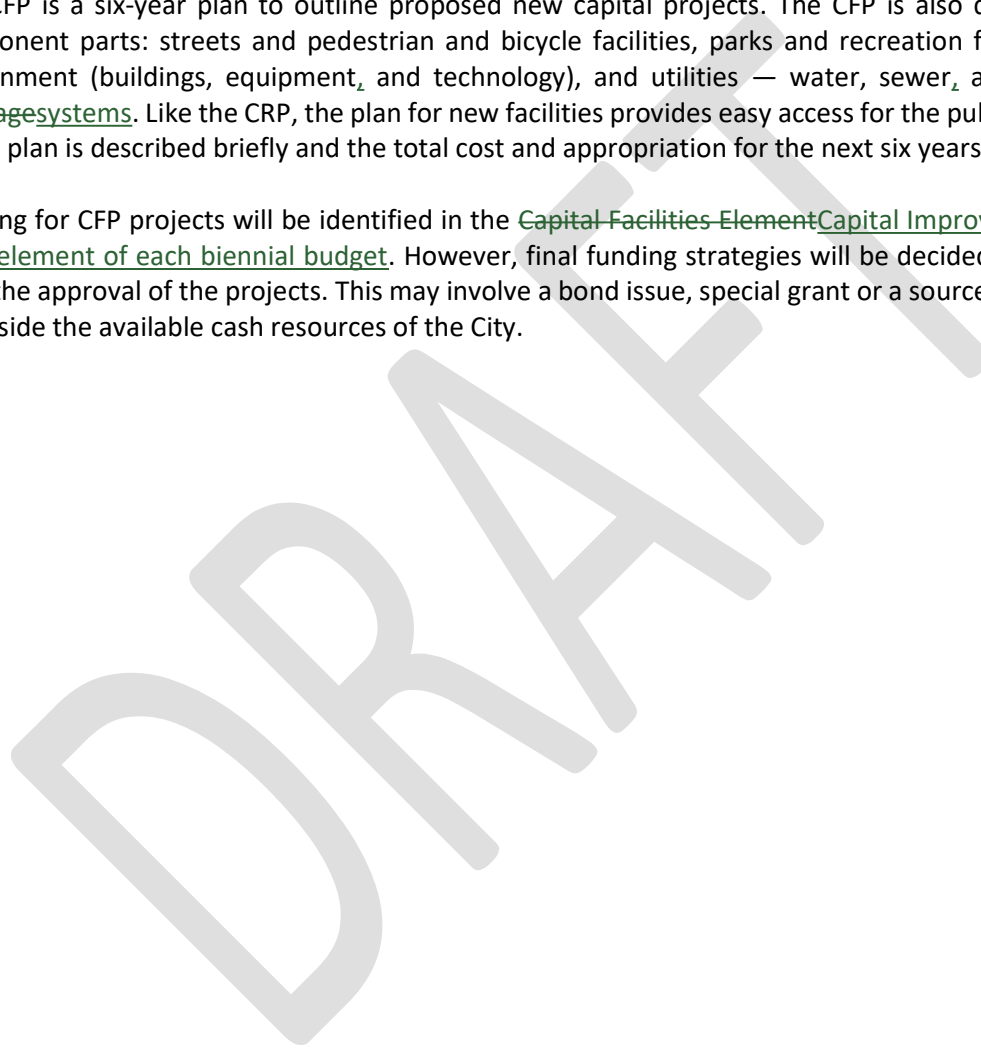 CFP is a six-year plan to outline proposed new capital projects. The CFP is also
ponent parts: streets and pedestrian and bicycle facilities, parks and recreation
nment (buildings, equipment, and technology), and utilities — water, sewer,
agesystems. Like the CRP, the plan for new facilities provides easy access for the pu
plan is described briefly and the total cost and appropriation for the next six years
ng for CFP projects will be identified in the Capital Facilities ElementCapital Improv
element of each biennial budget. However, final funding strategies will be decided
the approval of the projects. This may involve a bond issue, special grant or a source
side the available cash resources of the City.
DRAFT